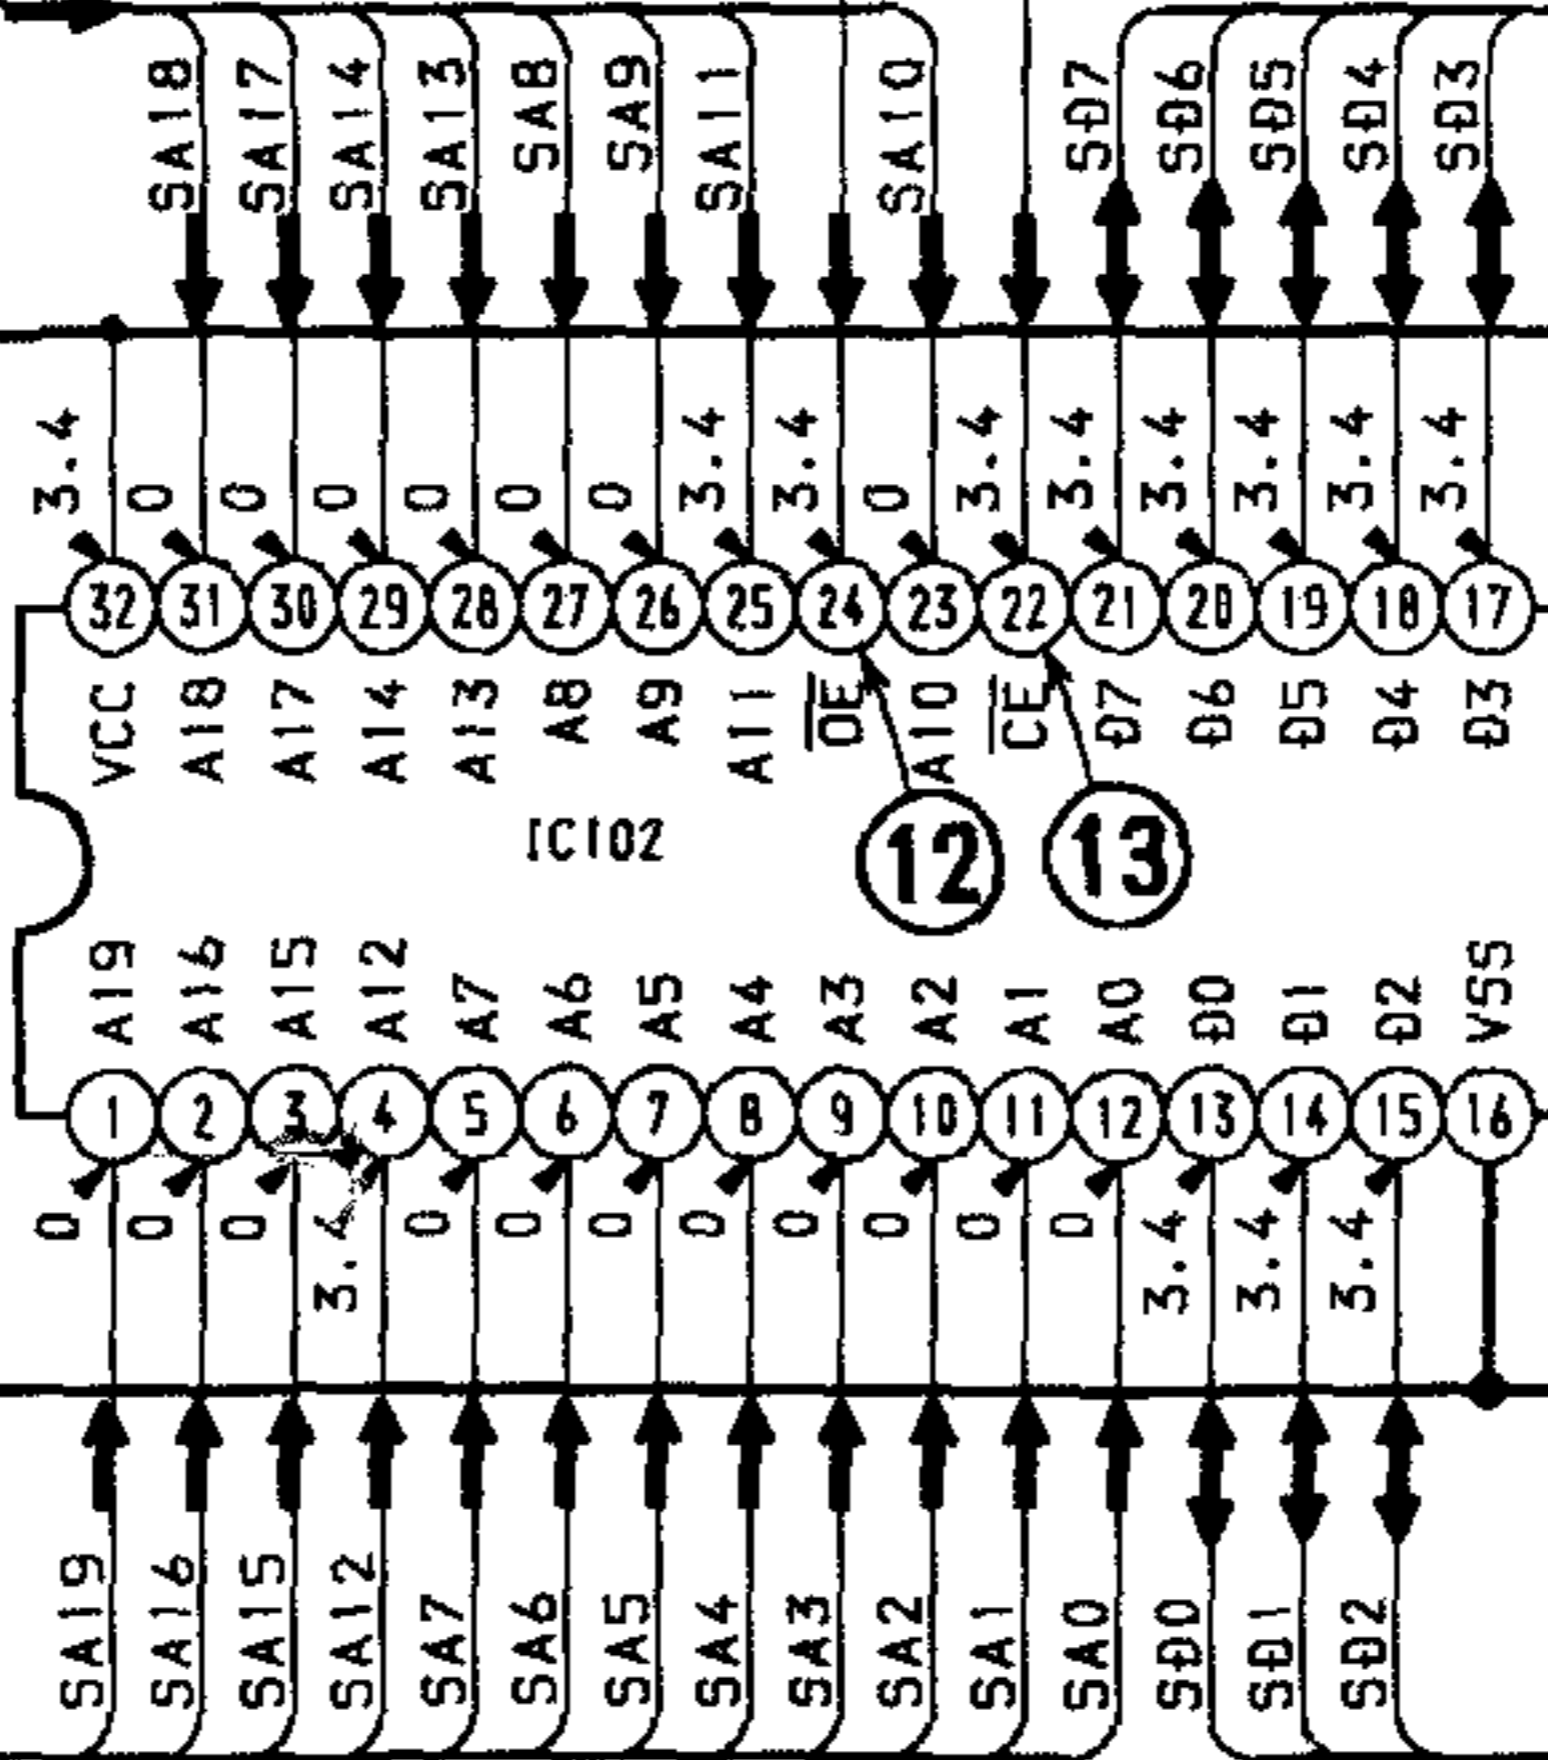 SA18 SA17 SA14 SA13 SA8 SA9 SA11 SA10 SD7 SD6 SD5 SD4 SD3
3.4 0 0 0 0 0 0 3.4 3.4 0 3.4 3.4 3.4 3.4 3.4 3.4
32 31 30 29 28 27 26 25 24 23 22 21 20 19 18 17
VCC A18 A17 A14 A13 A8 A9 A11 OE A10 CE D7 D6 D5 D4 D3
IC102 12 13
A19 A16 A15 A12 A7 A6 A5 A4 A3 A2 A1 A0 D0 D1 D2 VSS
1 2 3 4 5 6 7 8 9 10 11 12 13 14 15 16
0 0 0 3.4 0 0 0 0 0 0 0 0 3.4 3.4 3.4
SA19 SA16 SA15 SA12 SA7 SA6 SA5 SA4 SA3 SA2 SA1 SA0 SD0 SD1 SD2